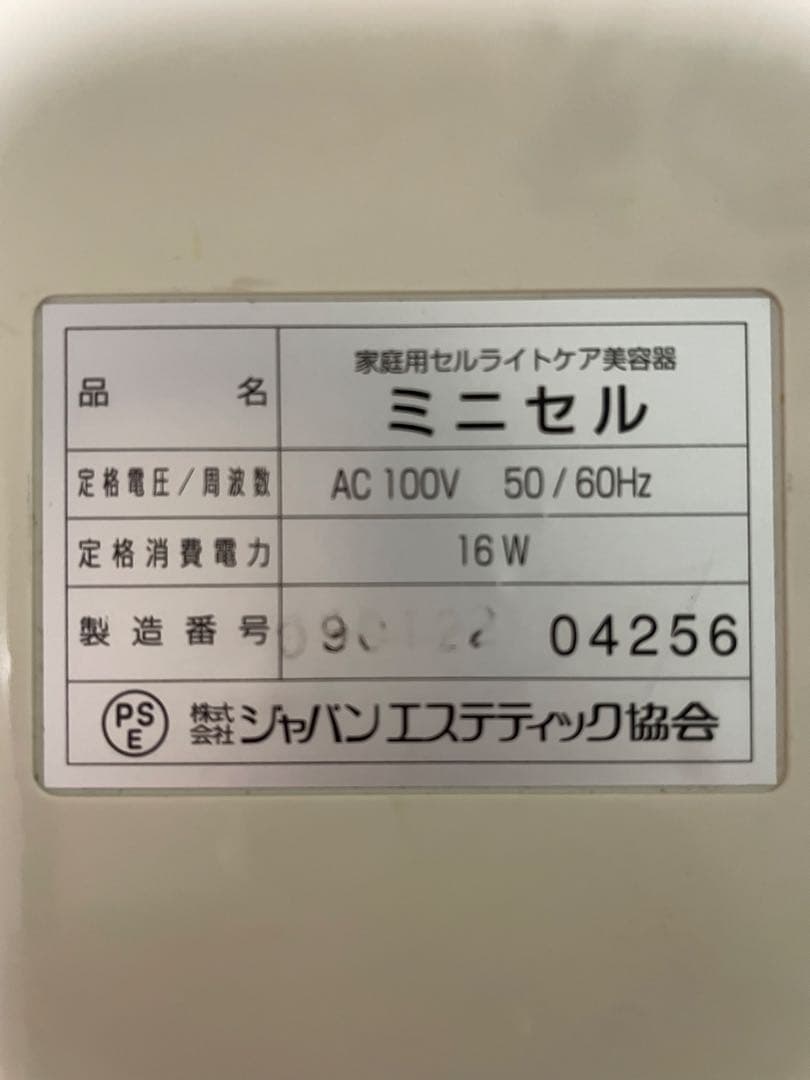 品名
家庭用セルライトケア美容器
ミニセル
定格電圧/周波数 AC 100V 50/60Hz
定格消費電力 16W
製造番号 04256
PSE 株式会社 ジャパンエステティック協会